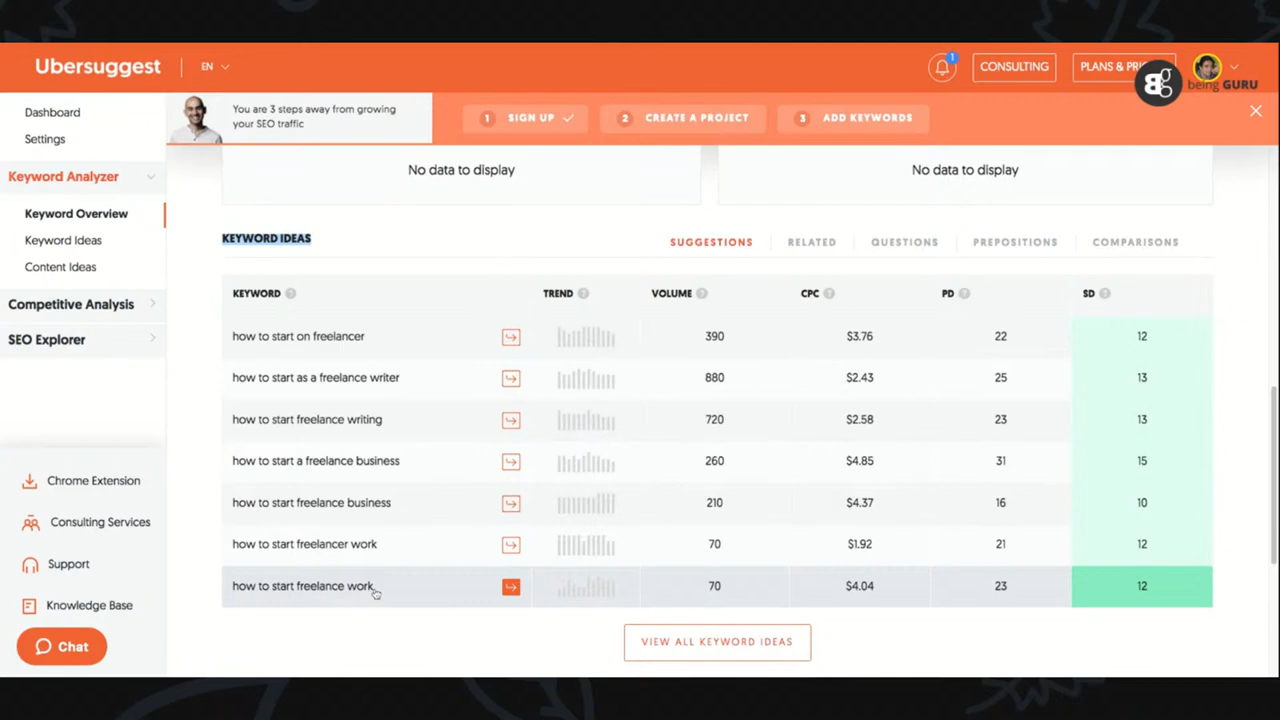 Ubersuggest
EN
1
CONSULTING
PLANS & PRI
being GURU
Dashboard
Settings
Keyword Analyzer
Keyword Overview
Keyword Ideas
Content Ideas
Competitive Analysis
SEO Explorer
Chrome Extension
Consulting Services
Support
Knowledge Base
Chat
You are 3 steps away from growing
your SEO traffic
1 SIGN UP
2 CREATE A PROJECT
3 ADD KEYWORDS
No data to display
No data to display
KEYWORD IDEAS
SUGGESTIONS RELATED QUESTIONS PREPOSITIONS COMPARISONS
KEYWORD ? TREND ? VOLUME ? CPC ? PD ? SD ?
how to start on freelancer 390 $3.76 22 12
how to start as a freelance writer 880 $2.43 25 13
how to start freelance writing 720 $2.58 23 13
how to start a freelance business 260 $4.85 31 15
how to start freelance business 210 $4.37 16 10
how to start freelancer work 70 $1.92 21 12
how to start freelance work 70 $4.04 23 12
VIEW ALL KEYWORD IDEAS